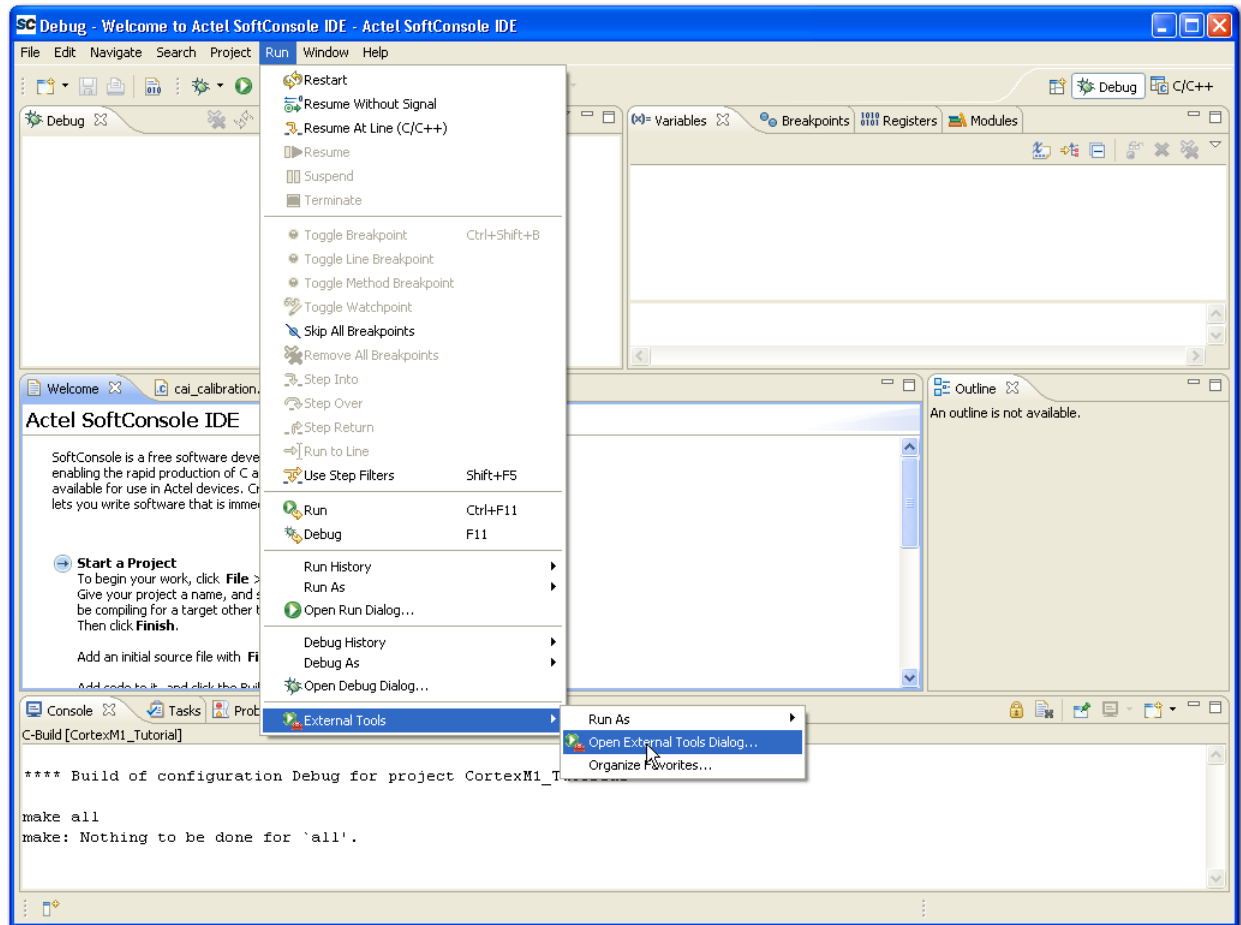 SC Debug - Welcome to Actel SoftConsole IDE - Actel SoftConsole IDE
File Edit Navigate Search Project Run Window Help
Debug C/C++
Debug
Variables Breakpoints Registers Modules
Restart
Resume Without Signal
Resume At Line (C/C++)
Resume
Suspend
Terminate
Toggle Breakpoint Ctrl+Shift+B
Toggle Line Breakpoint
Toggle Method Breakpoint
Toggle Watchpoint
Skip All Breakpoints
Remove All Breakpoints
Step Into
Step Over
Step Return
Run to Line
Use Step Filters Shift+F5
Run Ctrl+F11
Debug F11
Run History
Run As
Open Run Dialog...
Debug History
Debug As
Open Debug Dialog...
External Tools
Run As
Open External Tools Dialog...
Organize Favorites...
Welcome cai_calibration.
Outline
An outline is not available.
Actel SoftConsole IDE
SoftConsole is a free software deve
enabling the rapid production of C a
available for use in Actel devices. Cr
lets you write software that is imme
Start a Project
To begin your work, click File >
Give your project a name, and s
be compiling for a target other t
Then click Finish.
Add an initial source file with Fi
Add code to it, and click the Buil
Console Tasks Prob
C-Build [CortexM1_Tutorial]
**** Build of configuration Debug for project CortexM1_Tutorial
make all
make: Nothing to be done for `all'.